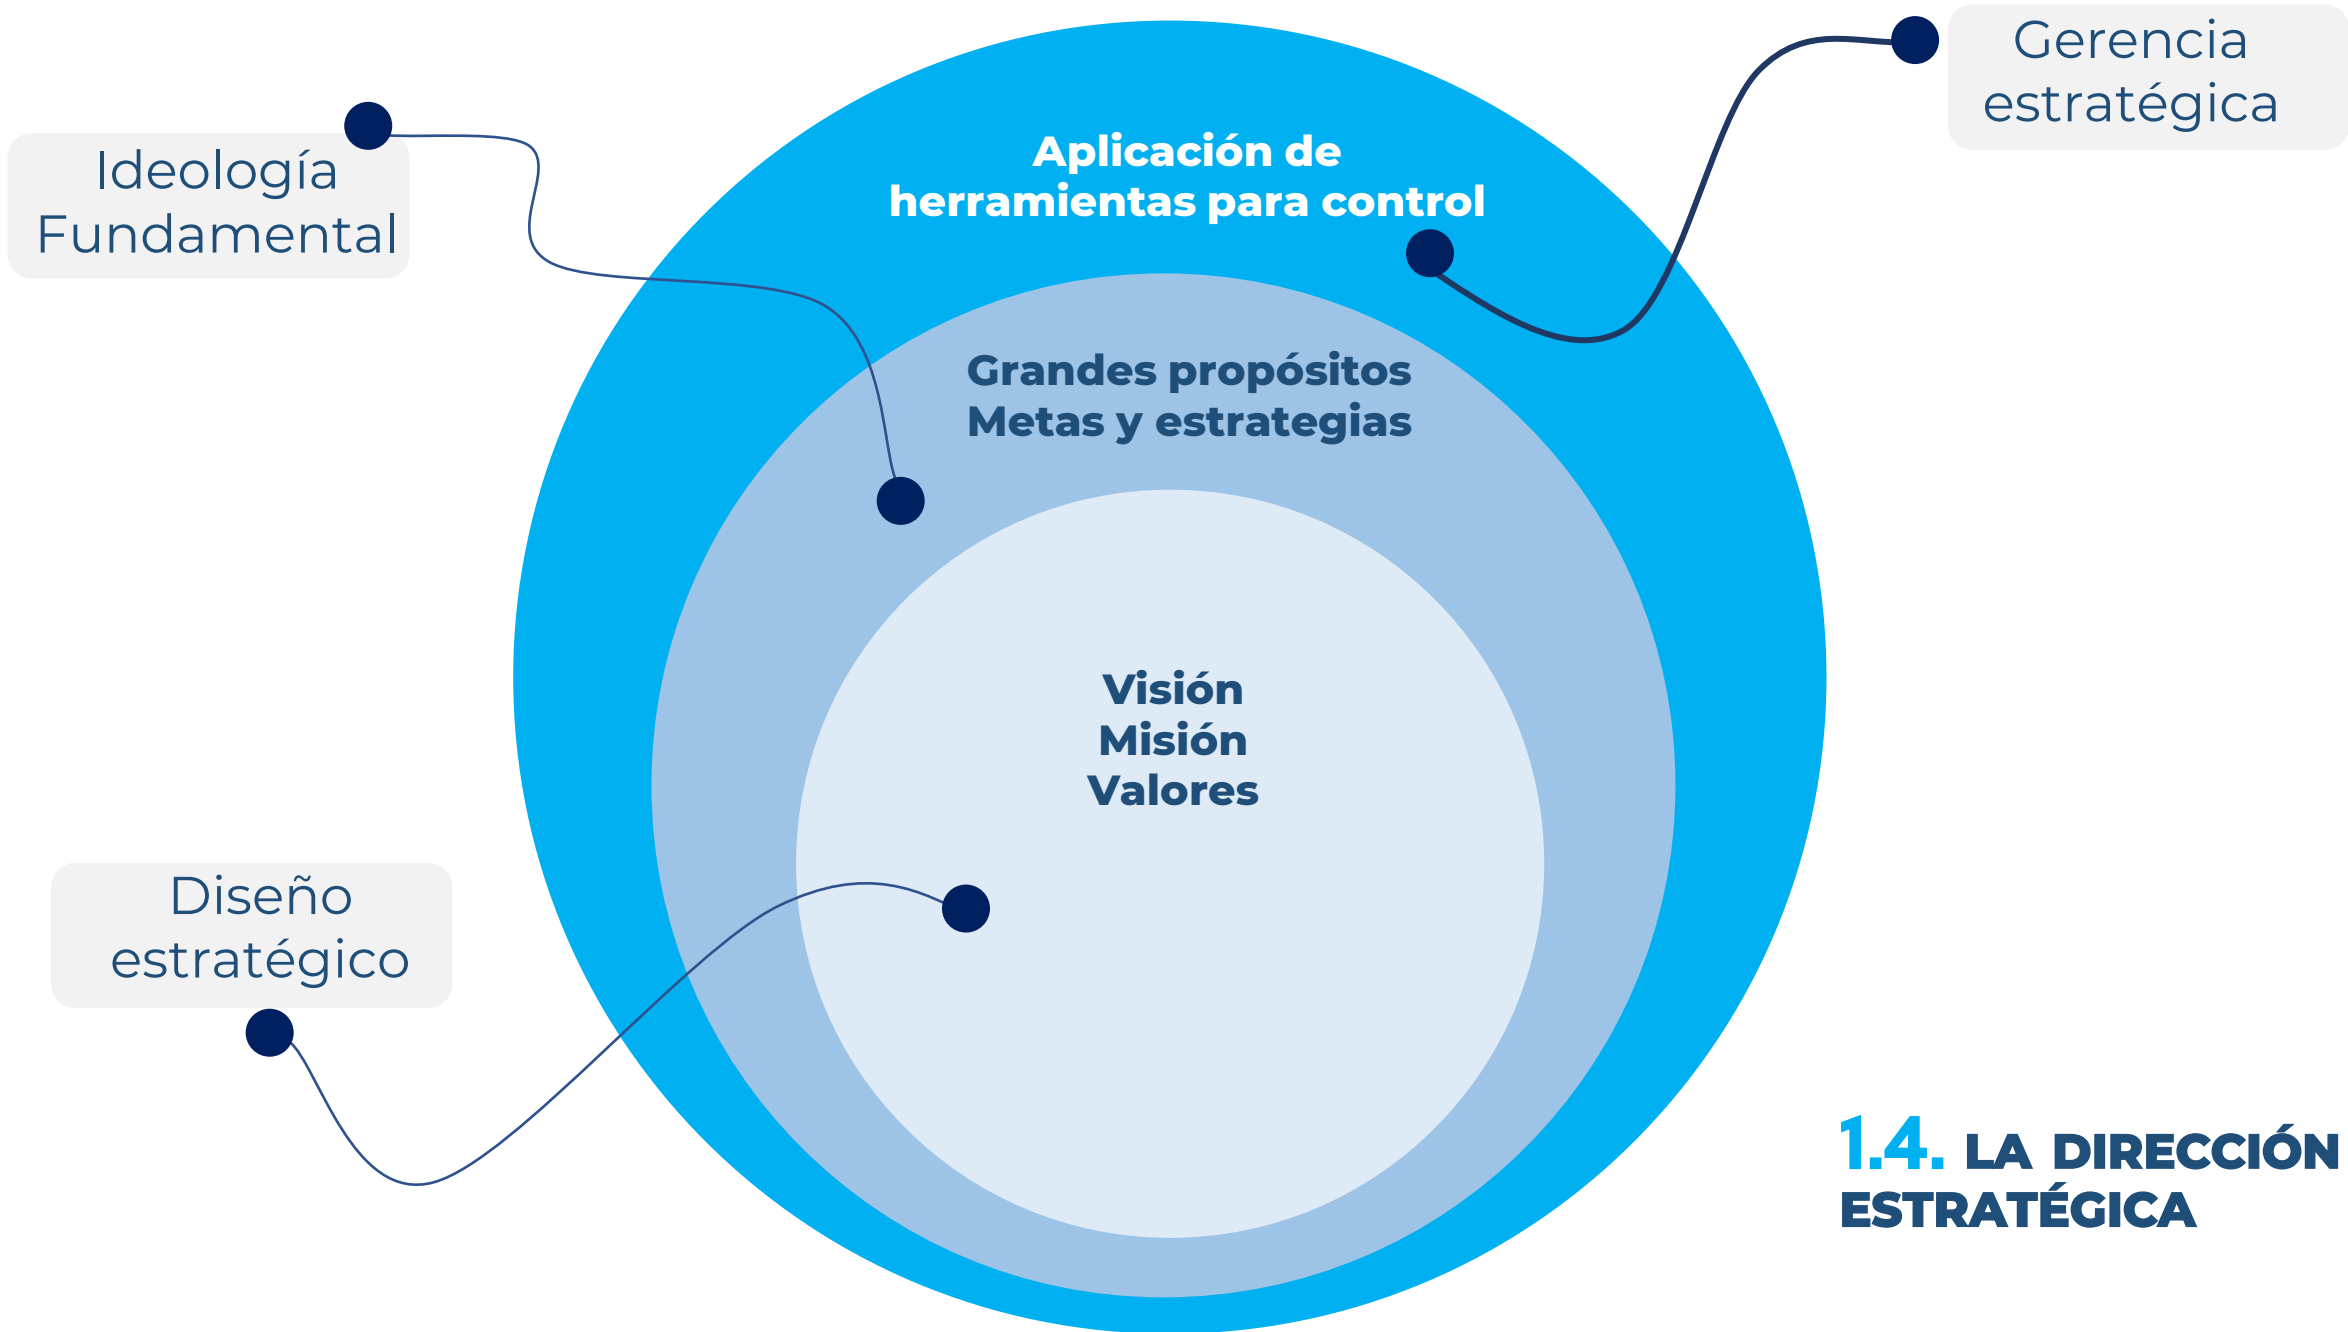 Gerencia
estratégica
Ideología
Fundamental
Aplicación de
herramientas para control
Grandes propósitos
Metas y estrategias
Visión
Misión
Valores
Diseño
estratégico
1.4. LA DIRECCIÓN
ESTRATÉGICA